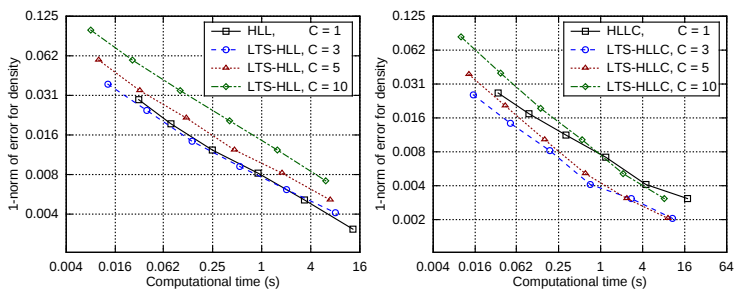 0.125
0.062
0.031
0.016
0.008
0.004
1-norm of error for density
HLL, C = 1
LTS-HLL, C = 3
LTS-HLL, C = 5
LTS-HLL, C = 10
0.004 0.016 0.062 0.25 1 4 16
Computational time (s)
0.125
0.062
0.031
0.016
0.008
0.004
0.002
1-norm of error for density
HLLC, C = 1
LTS-HLLC, C = 3
LTS-HLLC, C = 5
LTS-HLLC, C = 10
0.004 0.016 0.062 0.25 1 4 16 64
Computational time (s)